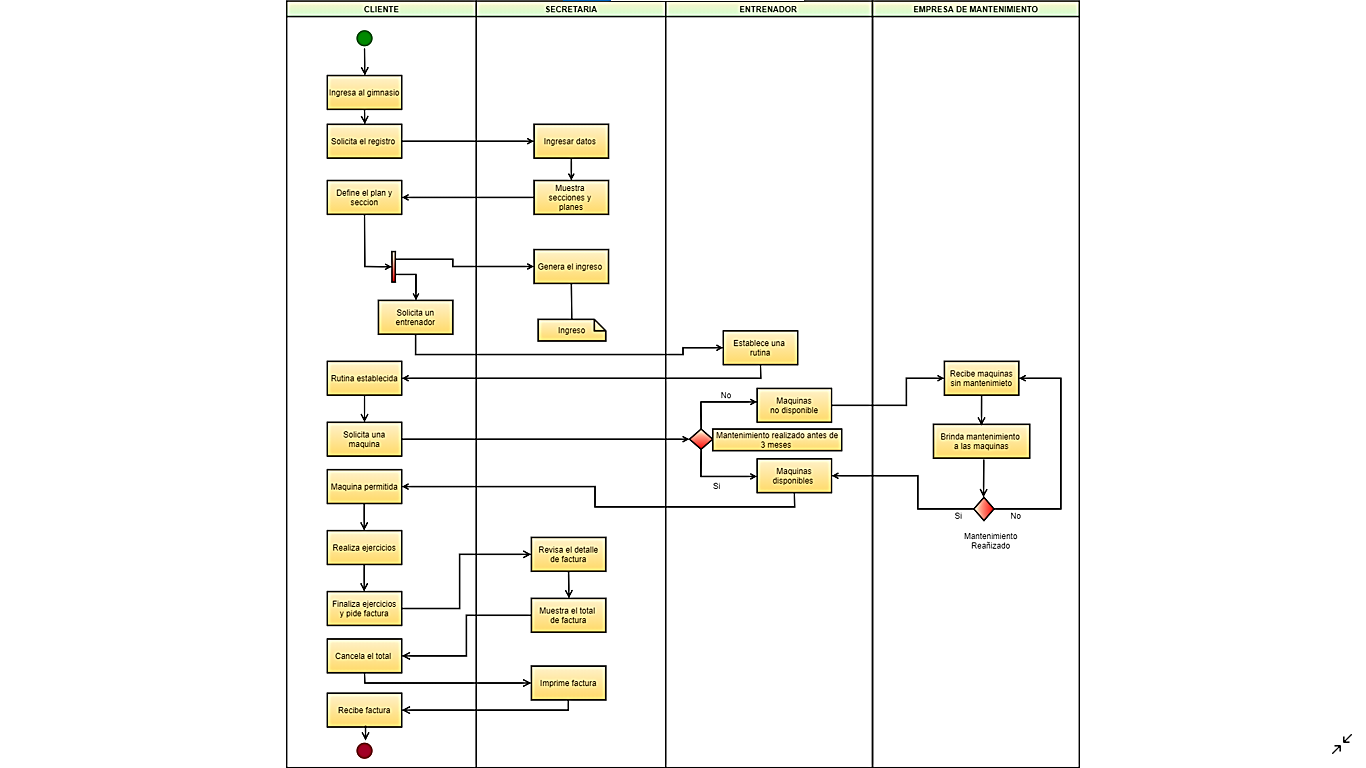 CLIENTE
SECRETARIA
ENTRENADOR
EMPRESA DE MANTENIMIENTO
Ingresa al gimnasio
Solicita el registro
Ingresar datos
Define el plan y
seccion
Muestra
secciones y
planes
Genera el ingreso
Solicita un
entrenador
Ingreso
Establece una
rutina
Rutina establecida
Recibe maquinas
sin mantenimieto
No
Maquinas
no disponible
Solicita una
maquina
Mantenimiento realizado antes de
3 meses
Brinda mantenimiento
a las maquinas
Maquina permitida
Si
Maquinas
disponibles
Si
No
Mantenimiento
Reañizado
Realiza ejercicios
Revisa el detalle
de factura
Finaliza ejercicios
y pide factura
Muestra el total
de factura
Cancela el total
Imprime factura
Recibe factura